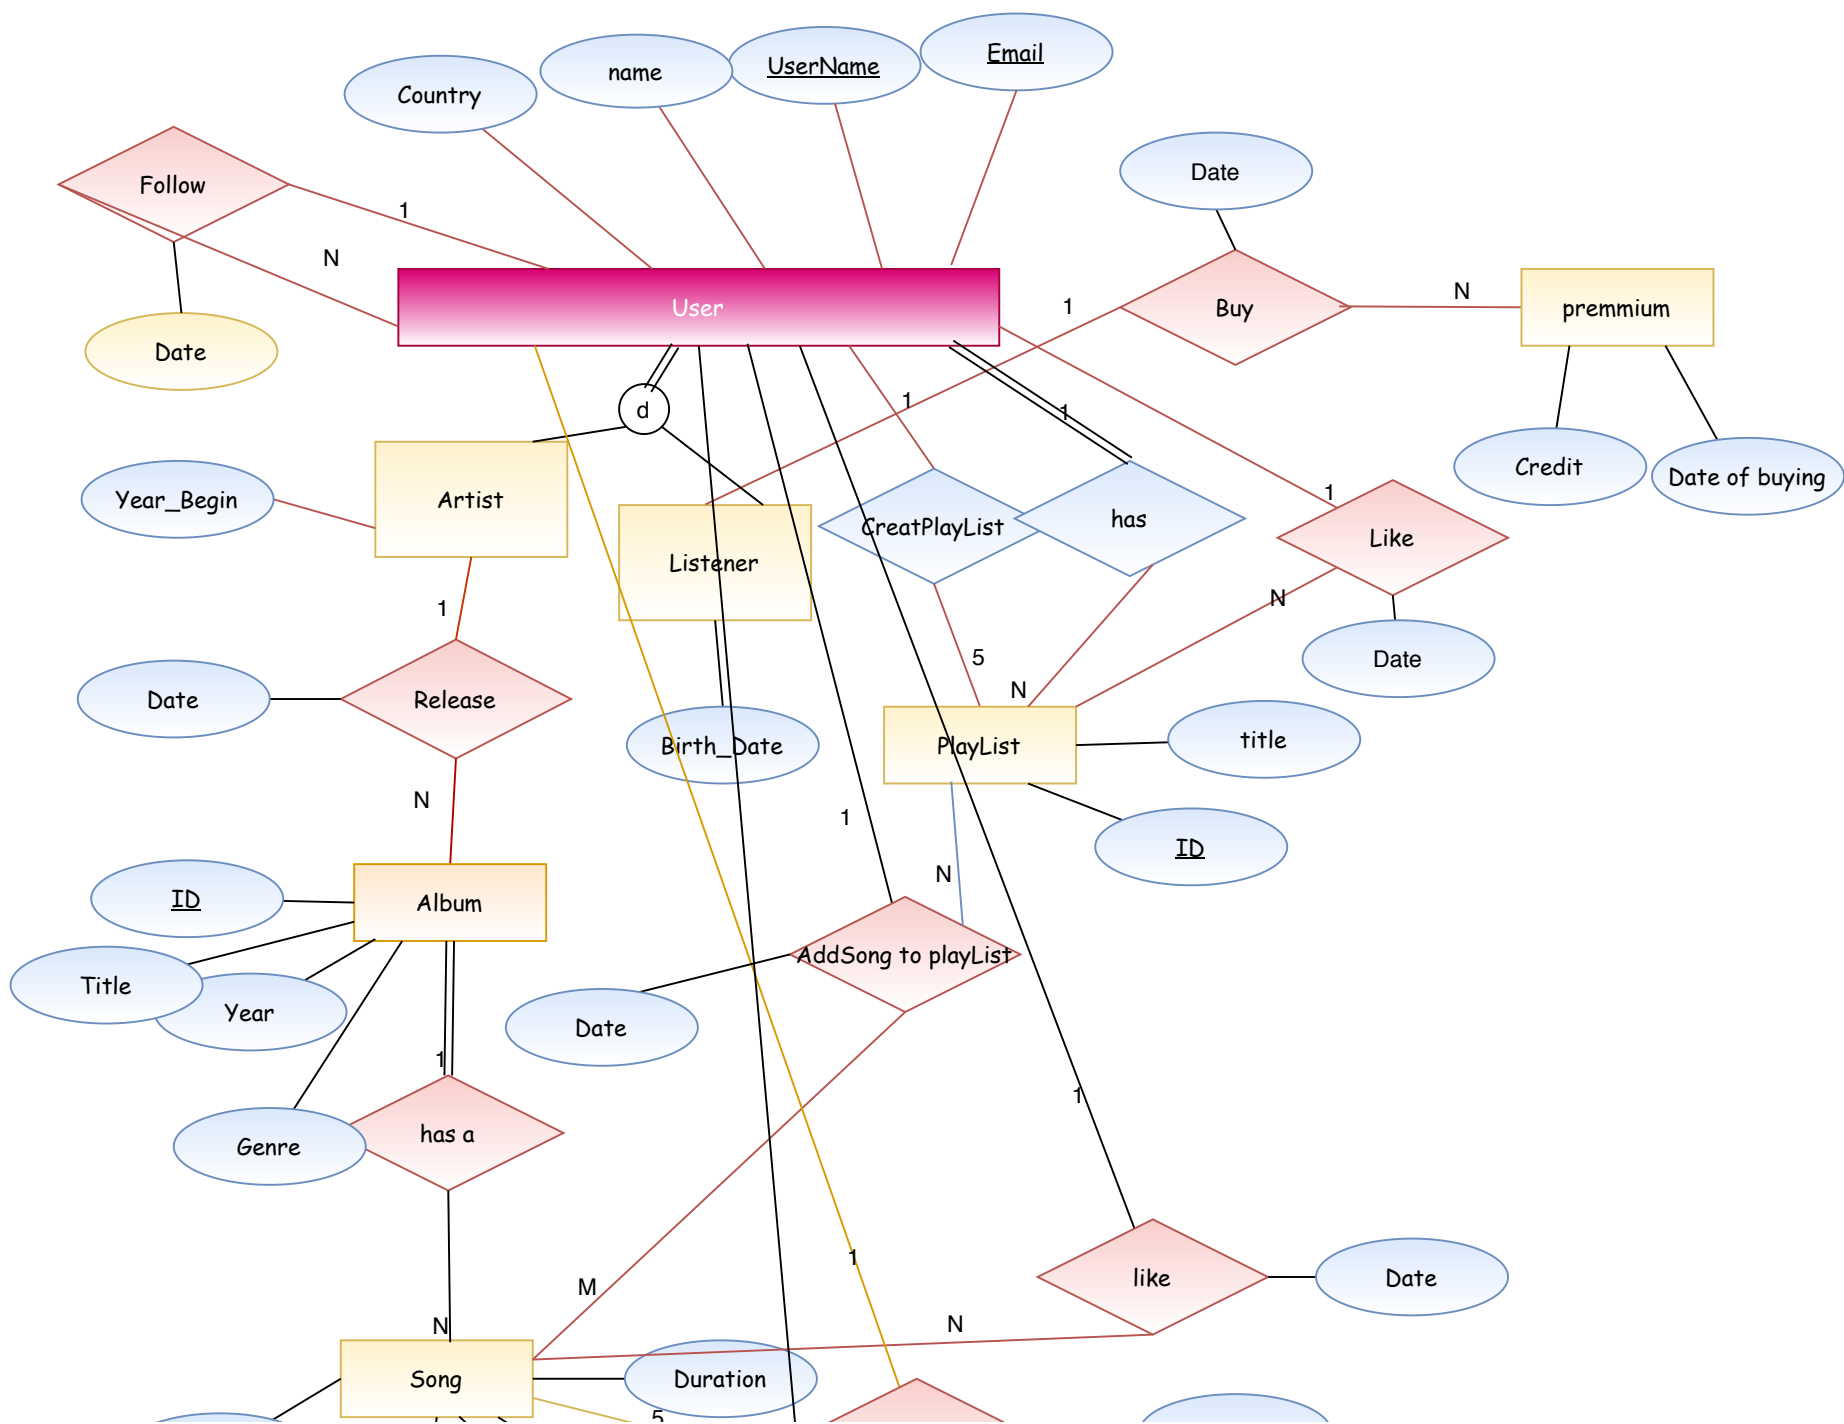 Email
name
UserName
Country
Date
Follow
1
N
User
1
Buy
N
premmium
Date
d
1
1
Credit
Date of buying
Year_Begin
Artist
1
CreatPlayList
has
Like
Listener
1
N
5
Date
N
Date
Release
Birth_Date
PlayList
title
N
1
ID
N
ID
Album
AddSong to playList
Title
Year
Date
1
1
Genre
has a
1
like
Date
M
N
N
Song
Duration
5